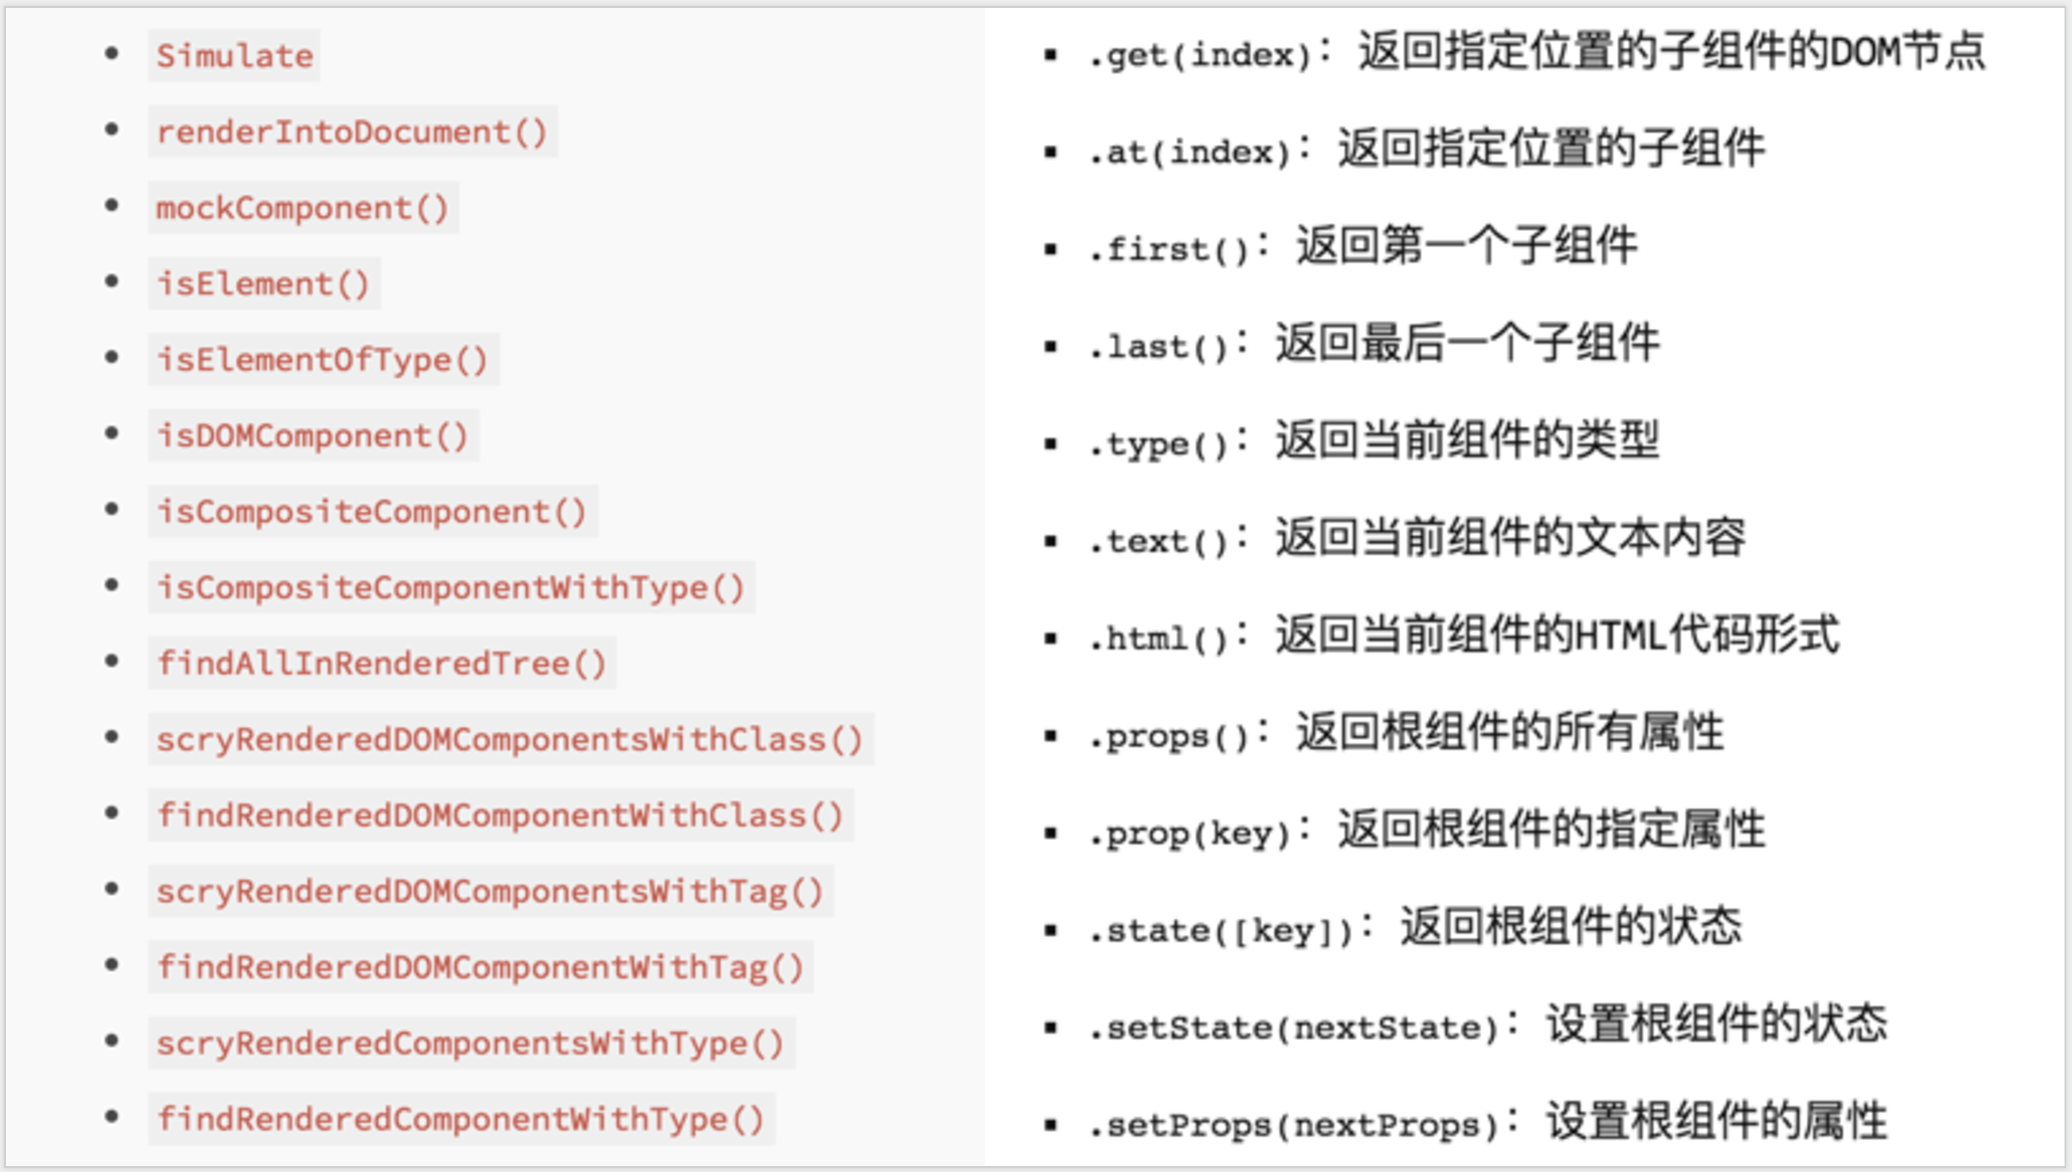 Simulate
renderIntoDocument()
mockComponent()
isElement()
isElementOfType()
isDOMComponent()
isCompositeComponent()
isCompositeComponentWithType()
findAllInRenderedTree()
scryRenderedDOMComponentsWithClass()
findRenderedDOMComponentWithClass()
scryRenderedDOMComponentsWithTag()
findRenderedDOMComponentWithTag()
scryRenderedComponentsWithType()
findRenderedComponentWithType()
.get(index)：返回指定位置的子组件的DOM节点
.at(index)：返回指定位置的子组件
.first()：返回第一个子组件
.last()：返回最后一个子组件
.type()：返回当前组件的类型
.text()：返回当前组件的文本内容
.html()：返回当前组件的HTML代码形式
.props()：返回根组件的所有属性
.prop(key)：返回根组件的指定属性
.state([key])：返回根组件的状态
.setState(nextState)：设置根组件的状态
.setProps(nextProps)：设置根组件的属性